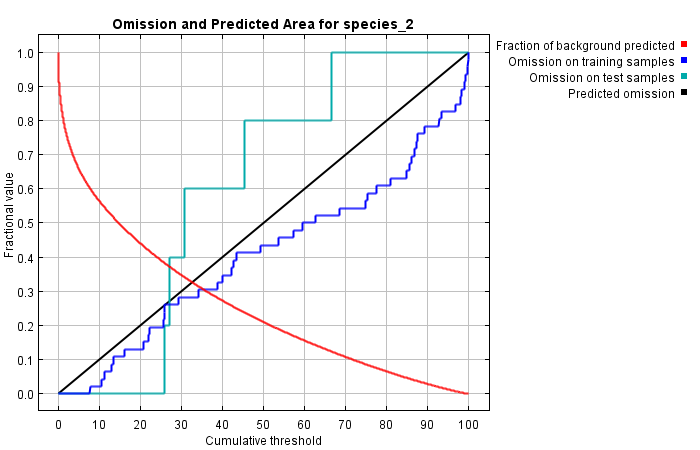 Omission and Predicted Area for species_2
Fraction of background predicted
Omission on training samples
Omission on test samples
Predicted omission
Fractional value
1.0
0.9
0.8
0.7
0.6
0.5
0.4
0.3
0.2
0.1
0.0
0 10 20 30 40 50 60 70 80 90 100
Cumulative threshold